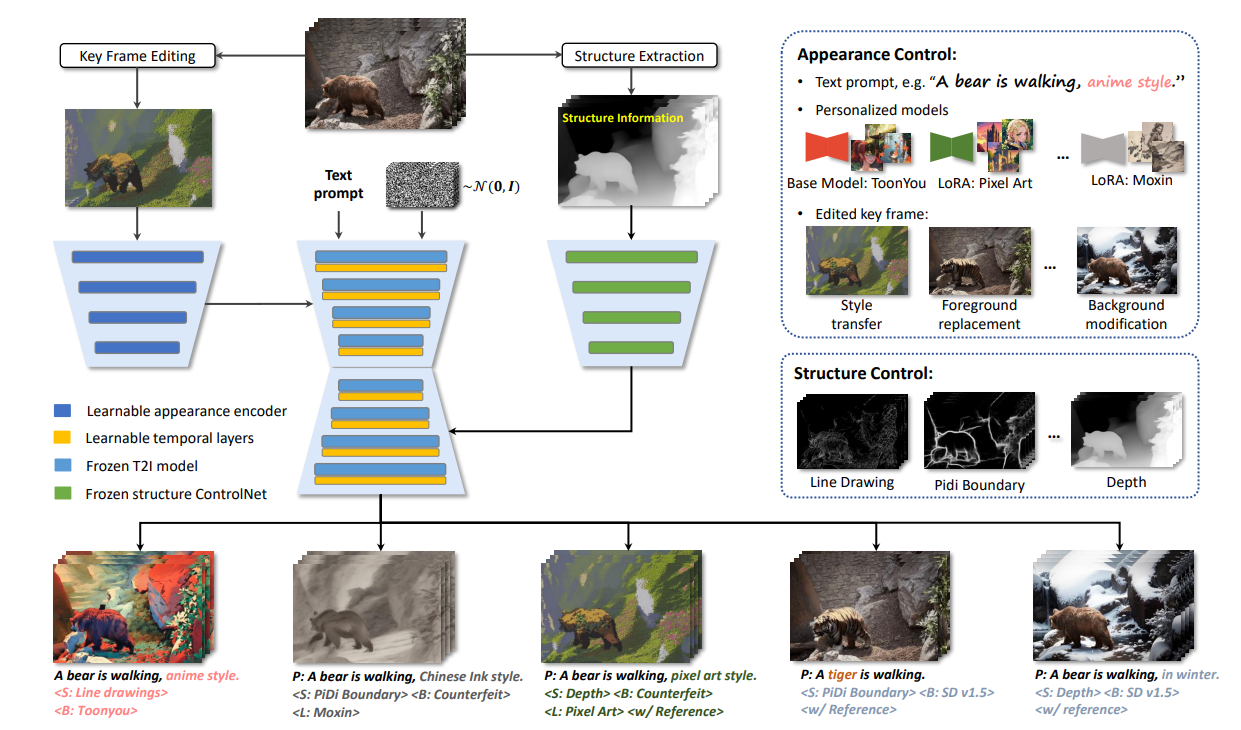 Key Frame Editing
Structure Extraction
Structure Information
Text
prompt
~𝒩(0, I)
Learnable appearance encoder
Learnable temporal layers
Frozen T2I model
Frozen structure ControlNet
Appearance Control:
• Text prompt, e.g. “A bear is walking, anime style.”
• Personalized models
Base Model: ToonYou
LoRA: Pixel Art
...
LoRA: Moxin
• Edited key frame:
...
Style
transfer
Foreground
replacement
Background
modification
Structure Control:
...
Line Drawing
Pidi Boundary
Depth
A bear is walking, anime style.
<S: Line drawings>
<B: Toonyou>
P: A bear is walking, Chinese Ink style.
<S: PiDi Boundary> <B: Counterfeit>
<L: Moxin>
P: A bear is walking, pixel art style.
<S: Depth> <B: Counterfeit>
<L: Pixel Art> <w/ Reference>
P: A tiger is walking.
<S: PiDi Boundary> <B: SD v1.5>
<w/ Reference>
P: A bear is walking, in winter.
<S: Depth> <B: SD v1.5>
<w/ reference>